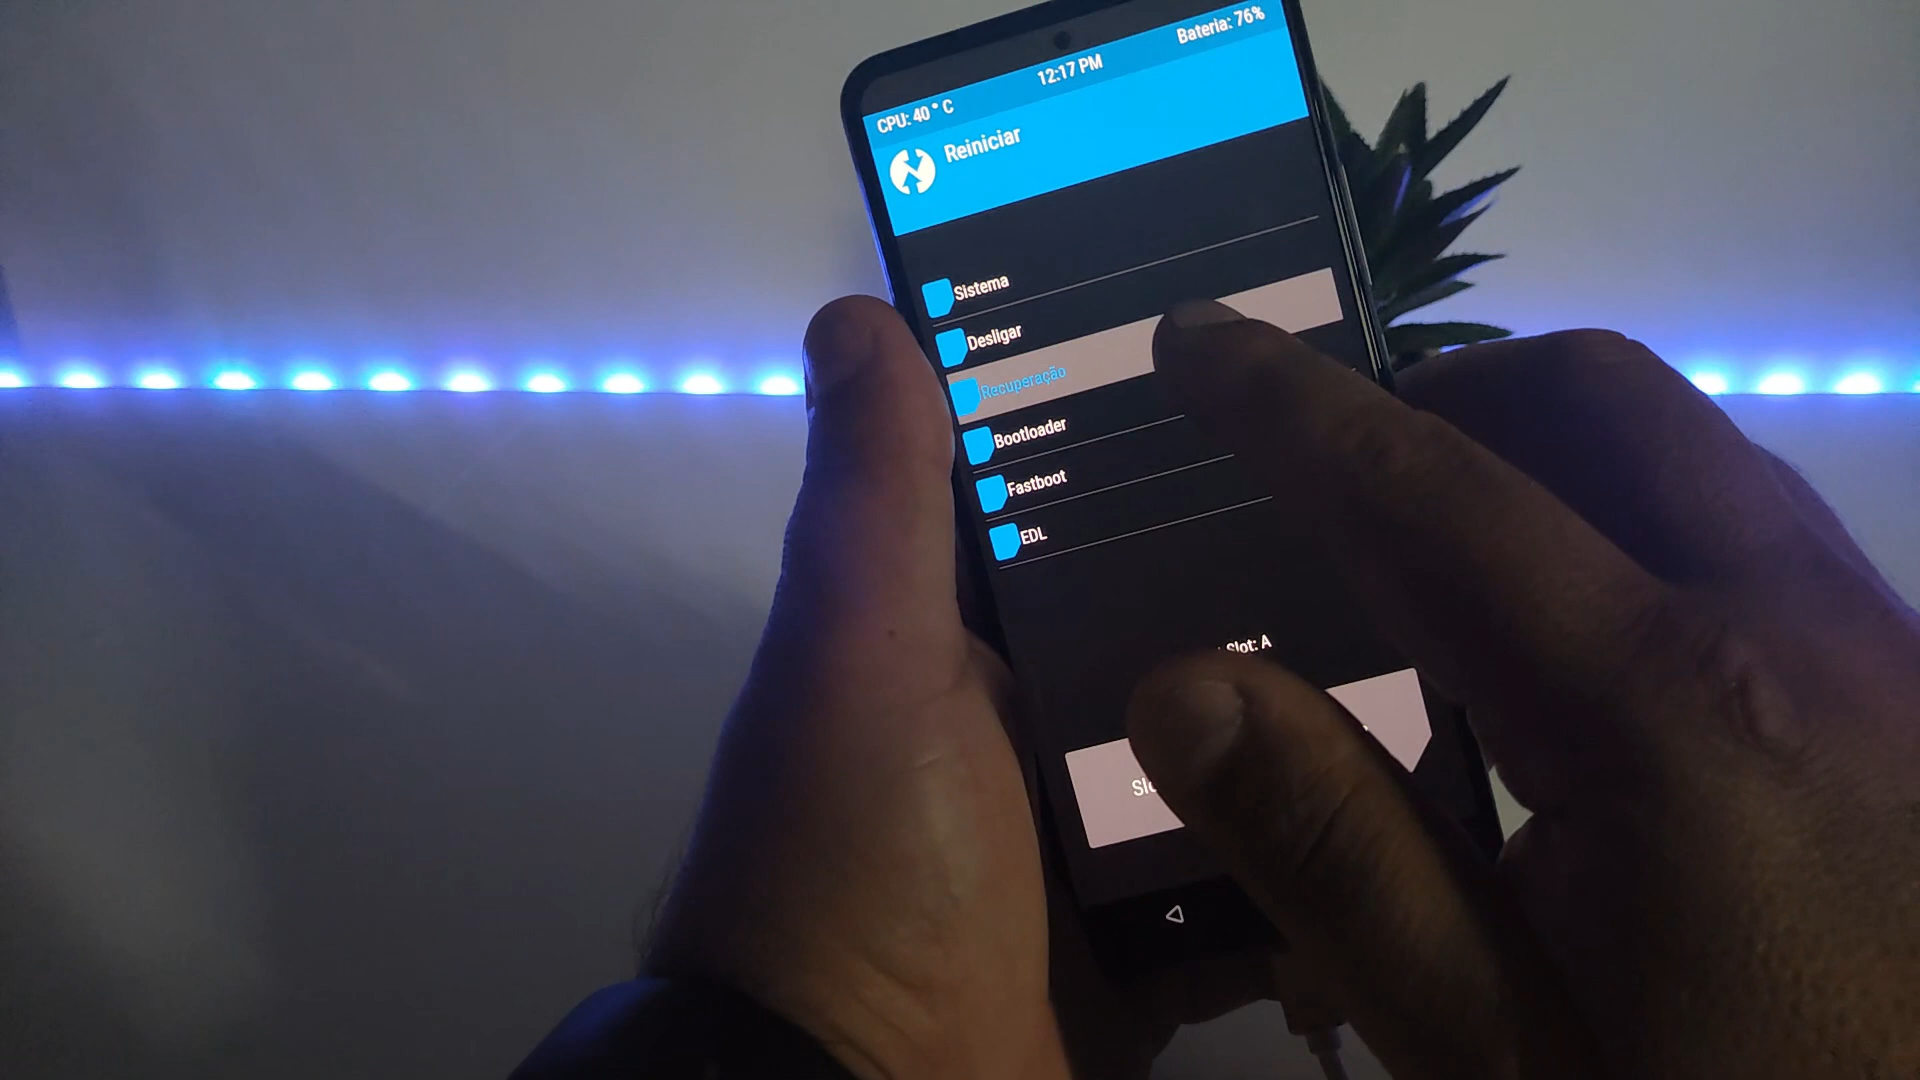 Bateria: 76%
12:17 PM
CPU: 40 ° C
Reiniciar
Sistema
Desligar
Recuperação
Bootloader
Fastboot
EDL
Slot: A